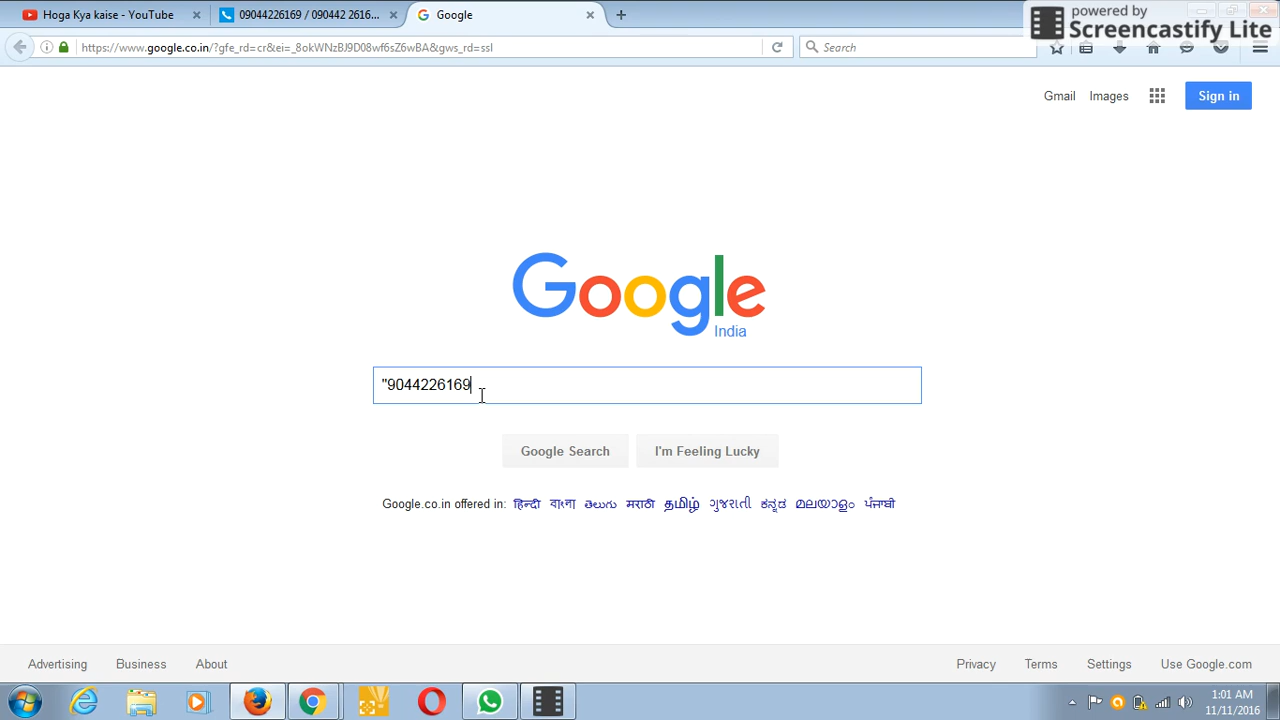 Hoga Kya kaise - YouTube
09044226169 / 0901
Google
powered by
Screencastify Lite
https://www.google.co.in/?gfe_rd=cr&ei=_8okWNzBJ9D08wf6sZ6wBA&gws_rd=ssl
Search
Gmail Images Sign in
Google
India
"9044226169
Google Search I'm Feeling Lucky
Google.co.in offered in: हिन्दी বাংলা తెలుగు मराठी தமிழ் ગુજરાતી ಕನ್ನಡ മലയാളം ਪੰਜਾਬੀ
Advertising Business About Privacy Terms Settings Use Google.com
1:01 AM
11/11/2016